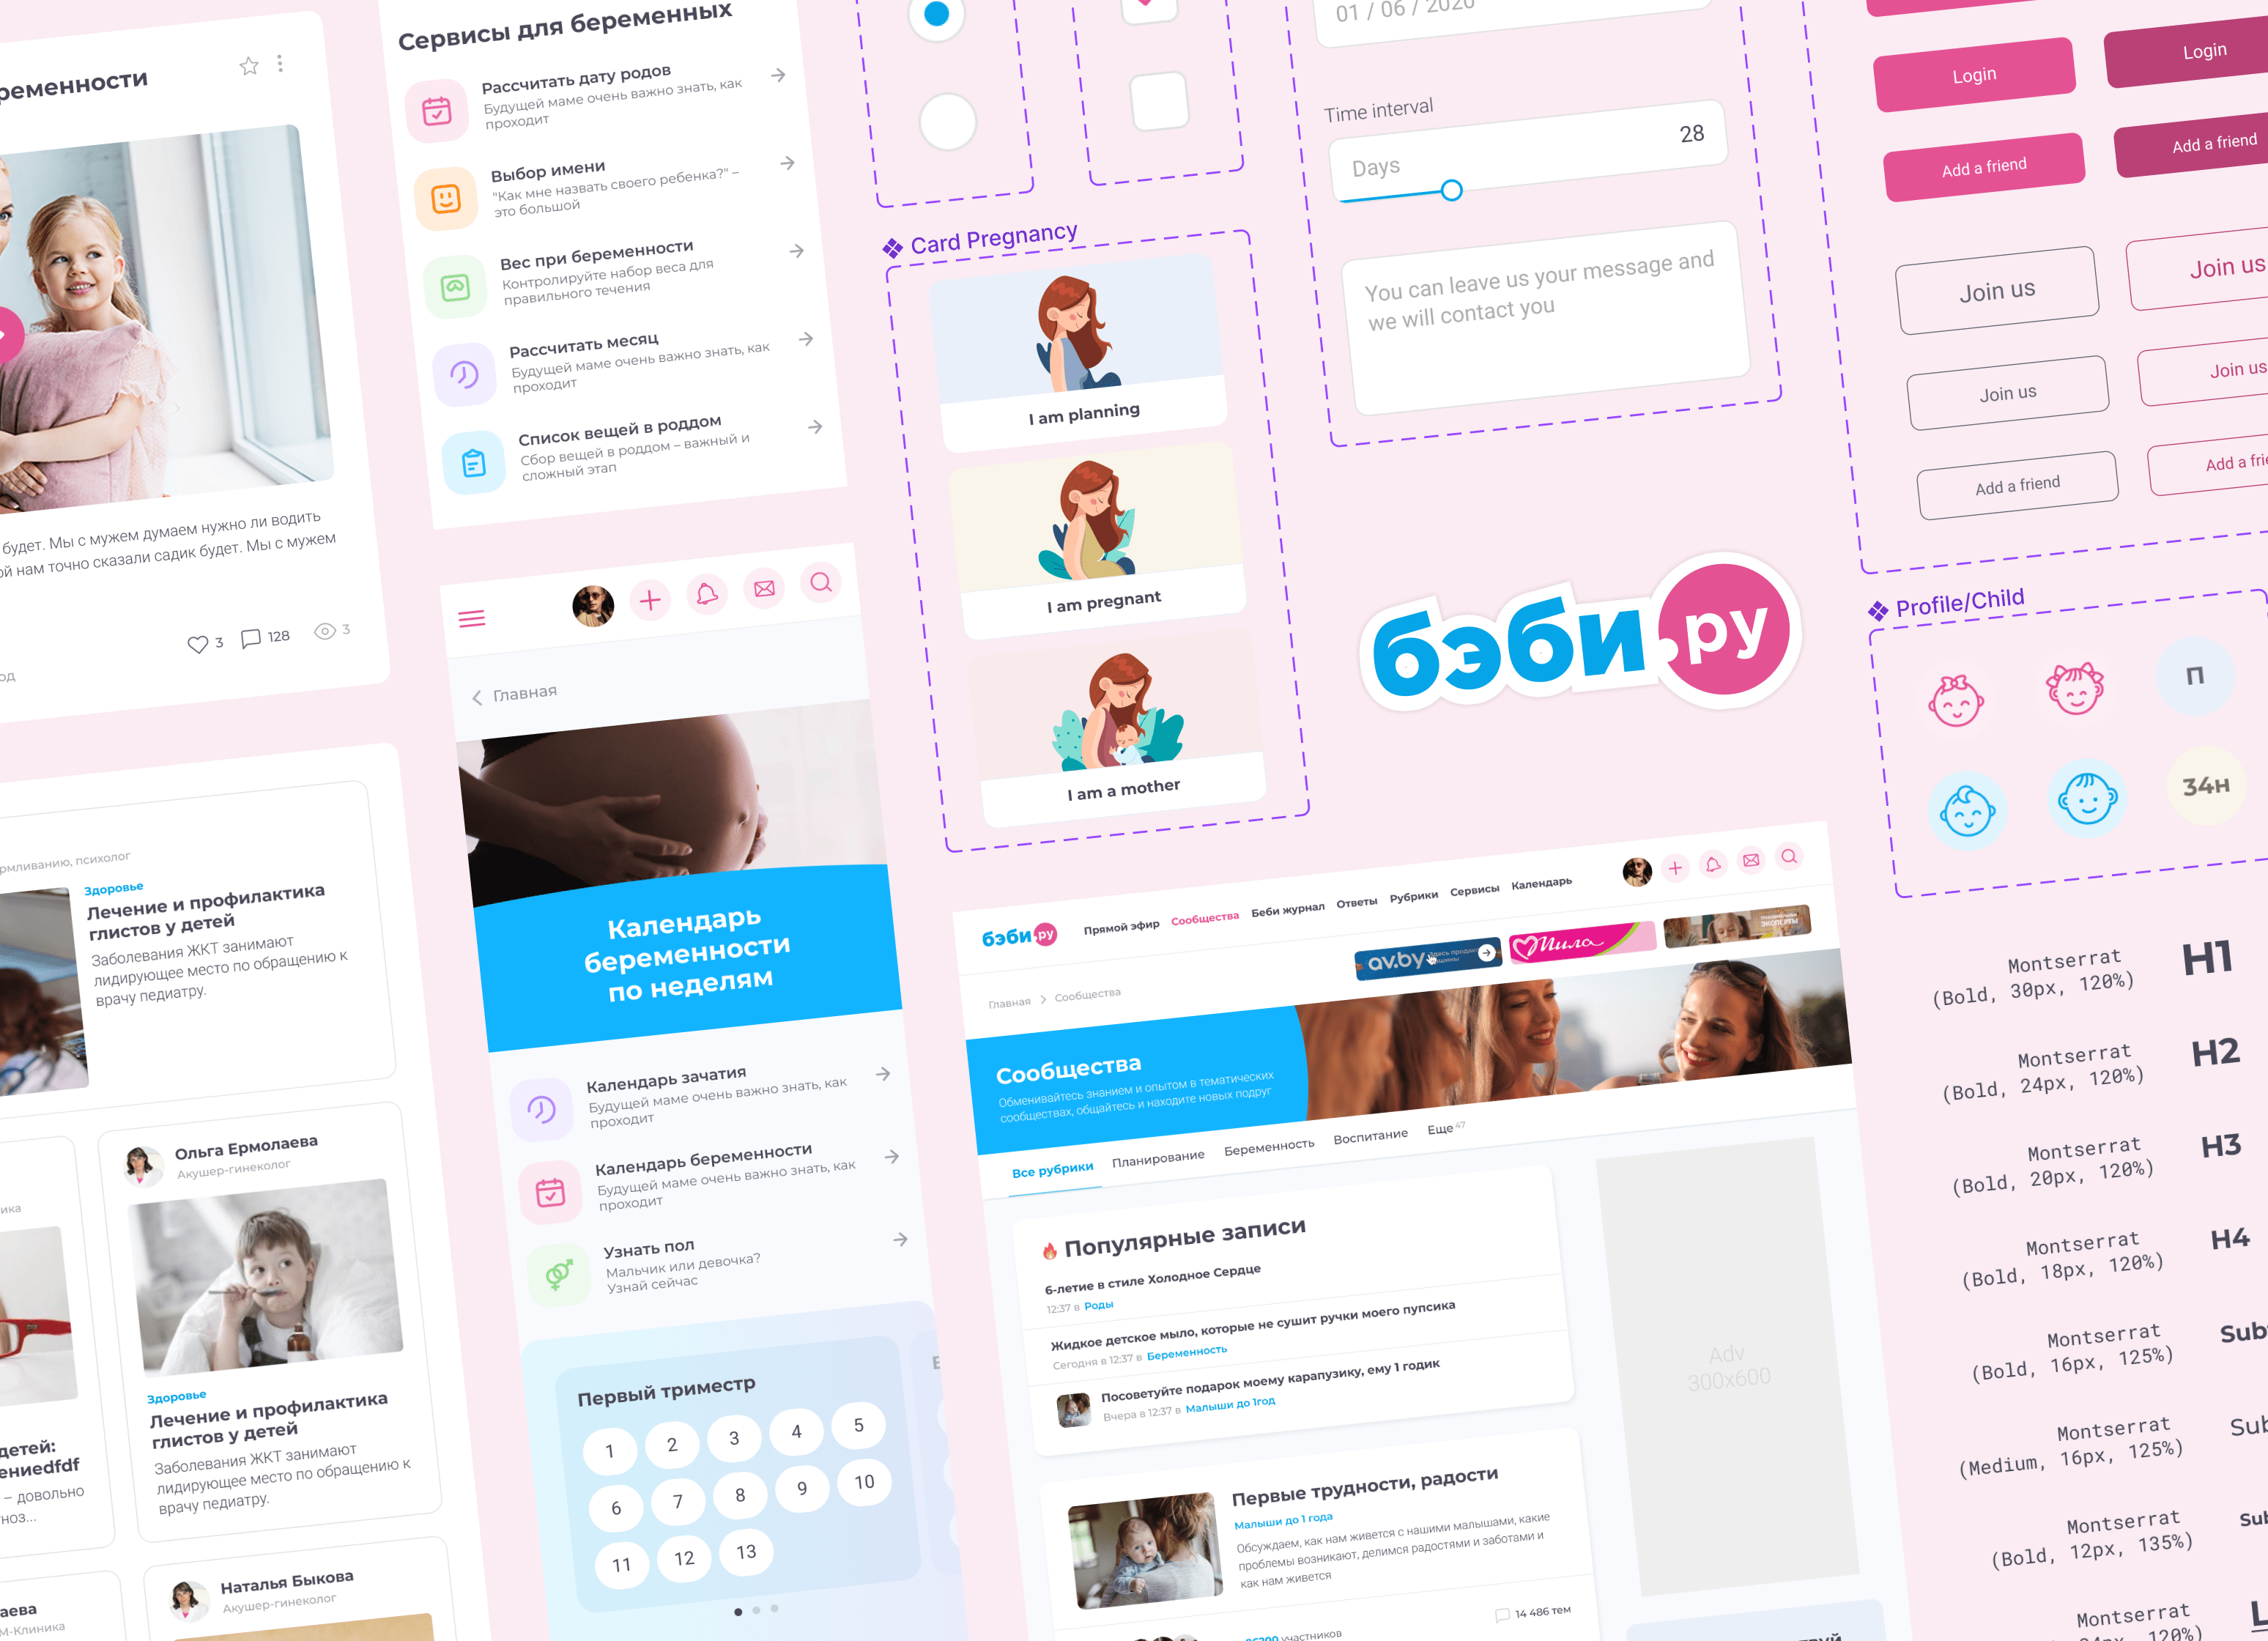 ременности
будет. Мы с мужем думаем нужно ли водить
ой нам точно сказали садик будет. Мы с мужем
3
128
3
од
рмливанию, психолог
Здоровье
Лечение и профилактика
глистов у детей
Заболевания ЖКТ занимают
лидирующее место по обращению к
врачу педиатру.
ика
детей:
ениеdfdf
– довольно
ноз...
Ольга Ермолаева
Акушер-гинеколог
Здоровье
Лечение и профилактика
глистов у детей
Заболевания ЖКТ занимают
лидирующее место по обращению к
врачу педиатру.
аева
М-Клиника
Наталья Быкова
Акушер-гинеколог
Сервисы для беременных
Рассчитать дату родов
Будущей маме очень важно знать, как
проходит
Выбор имени
"Как мне назвать своего ребенка?" –
это большой
Вес при беременности
Контролируйте набор веса для
правильного течения
Рассчитать месяц
Будущей маме очень важно знать, как
проходит
Список вещей в роддом
Сбор вещей в роддом – важный и
сложный этап
Главная
Календарь
беременности
по неделям
Календарь зачатия
Будущей маме очень важно знать, как
проходит
Календарь беременности
Будущей маме очень важно знать, как
проходит
Узнать пол
Мальчик или девочка?
Узнай сейчас
Первый триместр
1 2 3 4 5
6 7 8 9 10
11 12 13
Card Pregnancy
I am planning
I am pregnant
I am a mother
01 / 06 / 2020
Time interval
Days
28
You can leave us your message and
we will contact you
бэби.ру
Login
Login
Add a friend
Add a friend
Join us
Join us
Join us
Join us
Add a friend
Add a frie
Profile/Child
П
34н
бэби.ру
Прямой эфир Сообщества Беби журнал Ответы Рубрики Сервисы Календарь
av.by
Мила
ЭКСПЕРТЫ
Главная > Сообщества
Сообщества
Обменивайтесь знанием и опытом в тематических
сообществах, общайтесь и находите новых подруг
Все рубрики Планирование Беременность Воспитание Еще 47
Популярные записи
6-летие в стиле Холодное Сердце
12:37 в Роды
Жидкое детское мыло, которые не сушит ручки моего пупсика
Сегодня в 12:37 в Беременность
Посоветуйте подарок моему карапузику, ему 1 годик
Вчера в 12:37 в Малыши до 1год
Первые трудности, радости
Малыши до 1 года
Обсуждаем, как нам живется с нашими малышами, какие
проблемы возникают, делимся радостями и заботами и
как нам живется
участников
14 486 тем
Adv
300x600
Montserrat
(Bold, 30px, 120%)
H1
Montserrat
(Bold, 24px, 120%)
H2
Montserrat
(Bold, 20px, 120%)
H3
Montserrat
(Bold, 18px, 120%)
H4
Montserrat
(Bold, 16px, 125%)
Sub
Montserrat
(Medium, 16px, 125%)
Sub
Montserrat
(Bold, 12px, 135%)
Sub
Montserrat